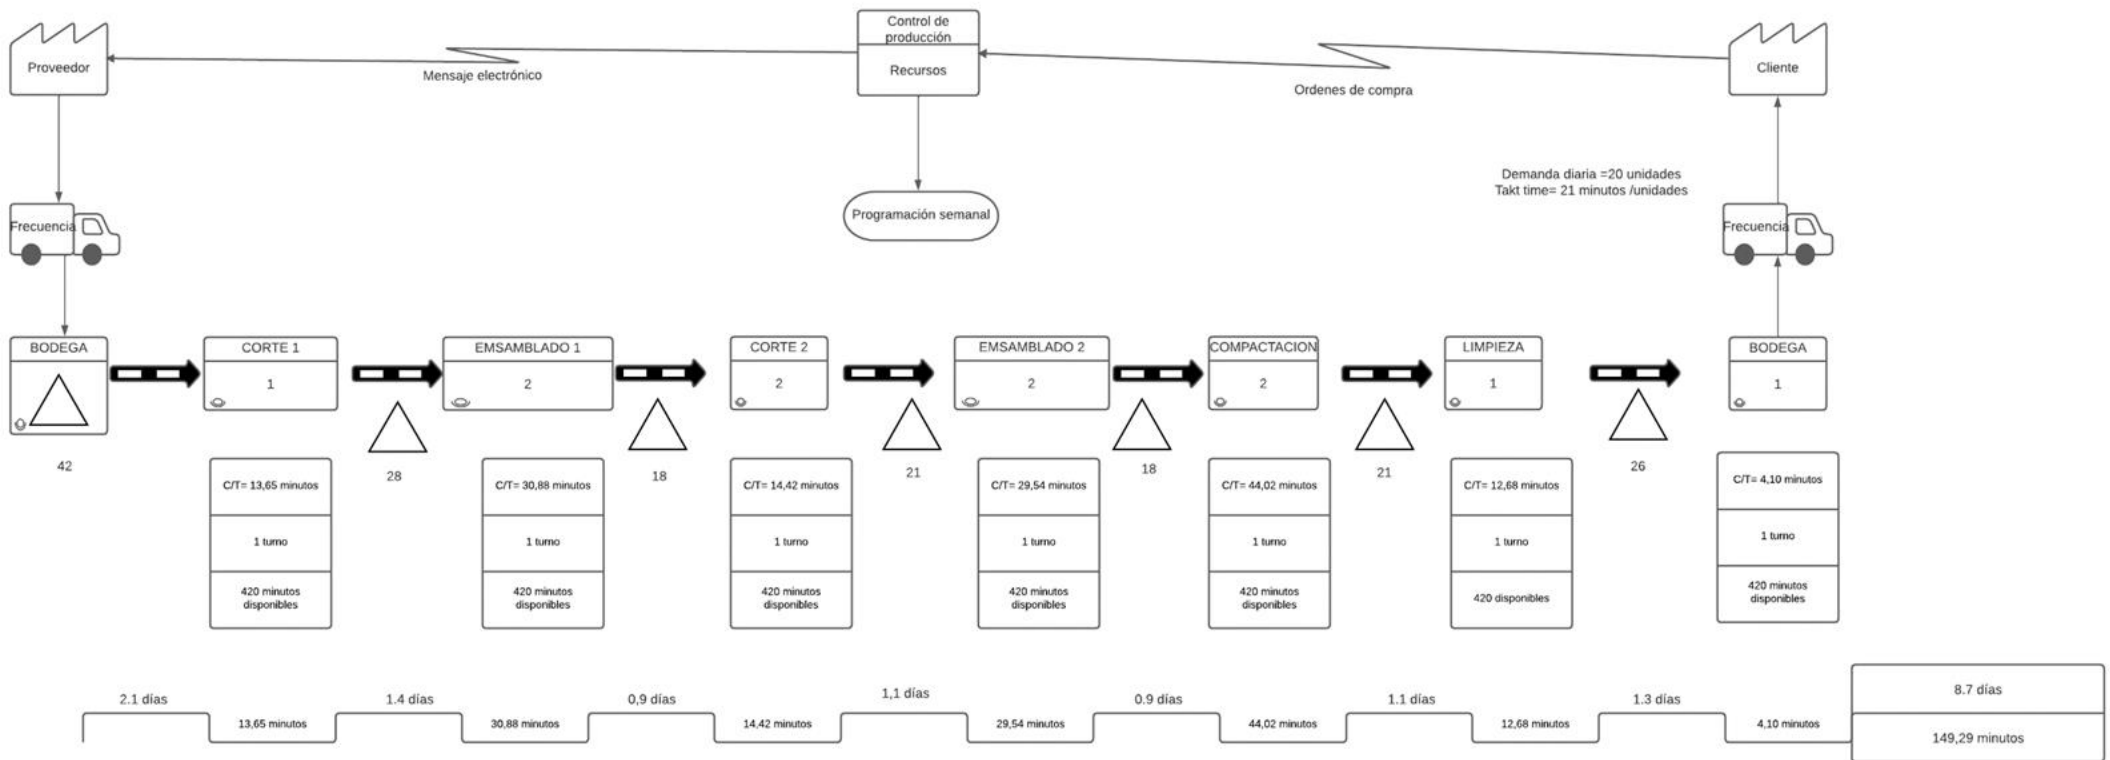 Control de
producción
Recursos
Proveedor
Mensaje electrónico
Ordenes de compra
Cliente
Demanda diaria =20 unidades
Takt time= 21 minutos /unidades
Frecuencia
Programación semanal
Frecuencia
BODEGA
CORTE 1
1
EMSAMBLADO 1
2
CORTE 2
2
EMSAMBLADO 2
2
COMPACTACION
2
LIMPIEZA
1
BODEGA
1
42
28
18
21
18
21
26
C/T= 13,65 minutos
1 turno
420 minutos
disponibles
C/T= 30,88 minutos
1 turno
420 minutos
disponibles
C/T= 14,42 minutos
1 turno
420 minutos
disponibles
C/T= 29,54 minutos
1 turno
420 minutos
disponibles
C/T= 44,02 minutos
1 turno
420 minutos
disponibles
C/T= 12,68 minutos
1 turno
420 disponibles
C/T= 4,10 minutos
1 turno
420 minutos
disponibles
2.1 días
13,65 minutos
1.4 días
30,88 minutos
0,9 días
14,42 minutos
1,1 días
29,54 minutos
0.9 días
44,02 minutos
1.1 días
12,68 minutos
1.3 días
4,10 minutos
8.7 días
149,29 minutos